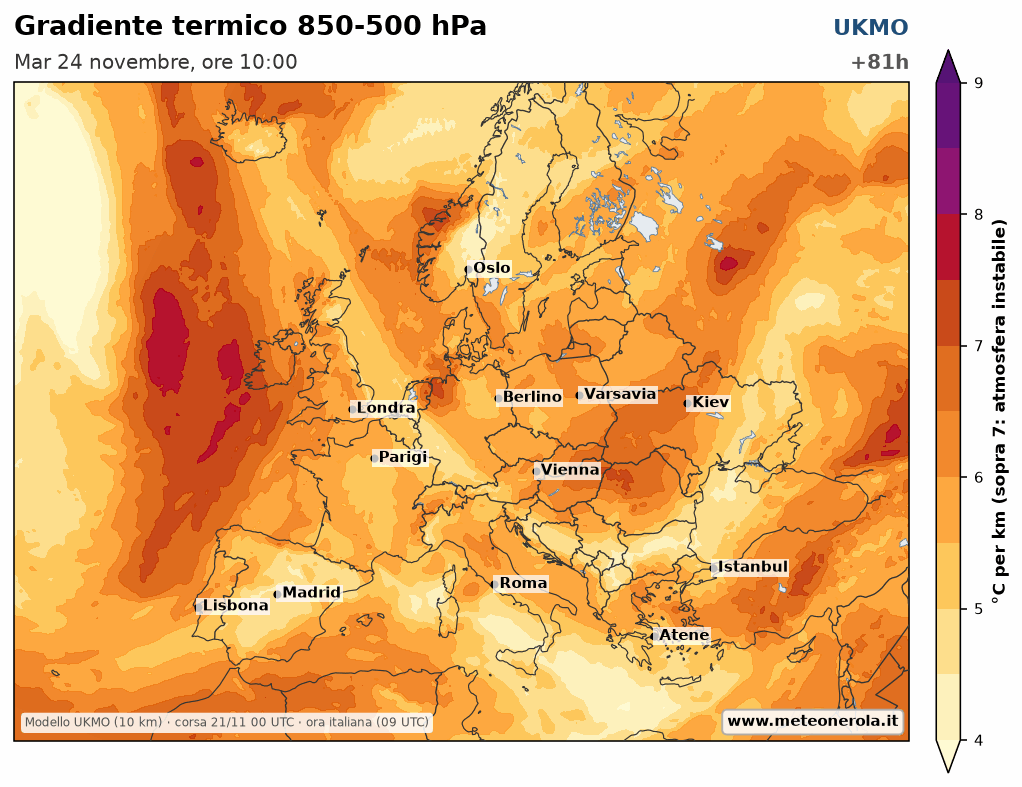 Gradiente termico 850-500 hPa
UKMO
Mar 24 novembre, ore 10:00
+81h
Oslo
Londra
Berlino
Varsavia
Kiev
Parigi
Vienna
Istanbul
Roma
Madrid
Lisbona
Atene
Modello UKMO (10 km) · corsa 21/11 00 UTC · ora italiana (09 UTC)
www.meteonerola.it
9
8
7
6
5
4
°C per km (sopra 7: atmosfera instabile)